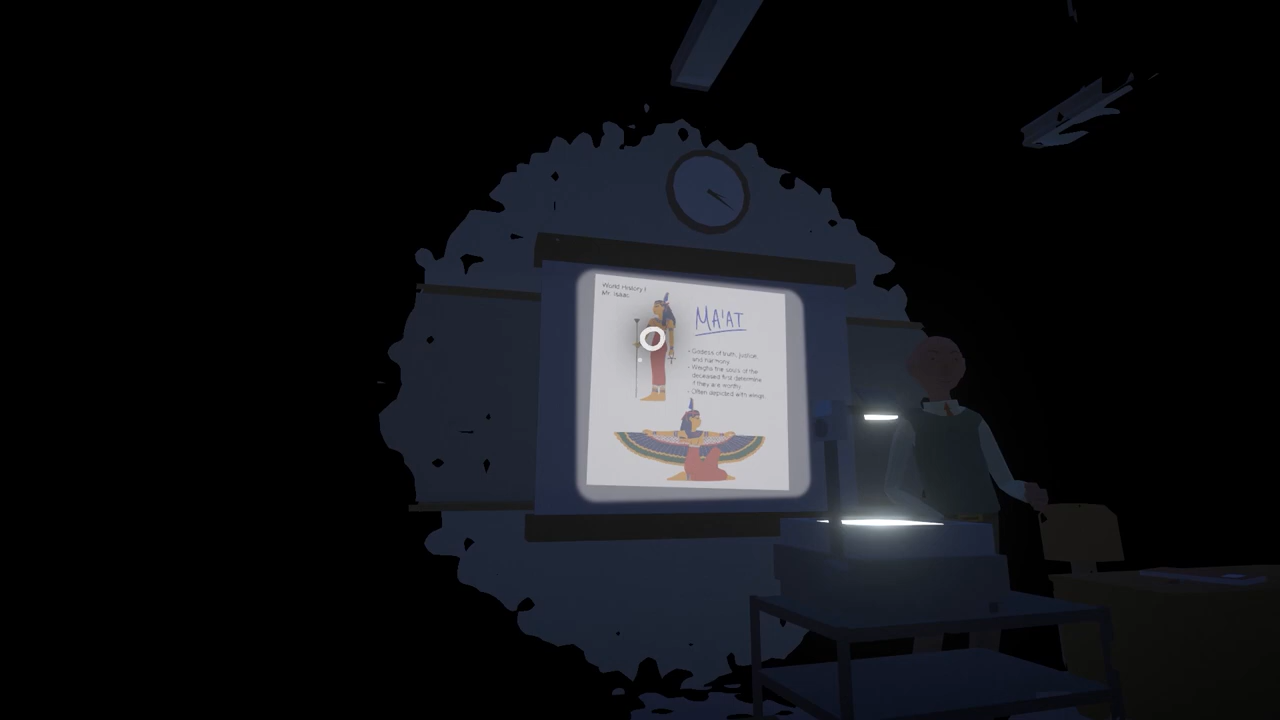 World History I
Mr. Isaac
MA'AT
- Godess of truth, justice,
and harmony.
- Weighs the souls of the
deceased first determine
if they are worthy.
- Often depicted with wings.